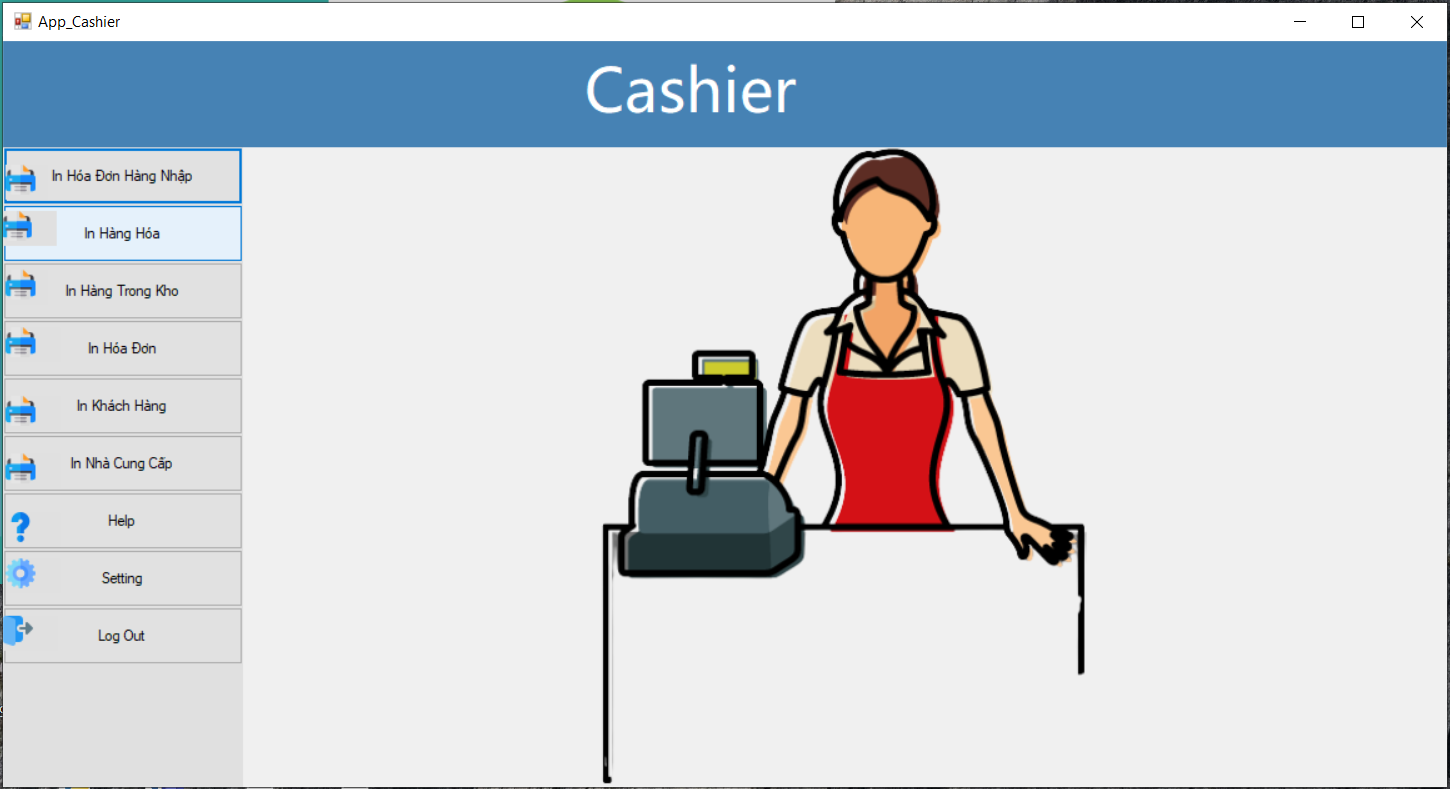 App_Cashier
Cashier
In Hóa Đơn Hàng Nhập
In Hàng Hóa
In Hàng Trong Kho
In Hóa Đơn
In Khách Hàng
In Nhà Cung Cấp
Help
Setting
Log Out